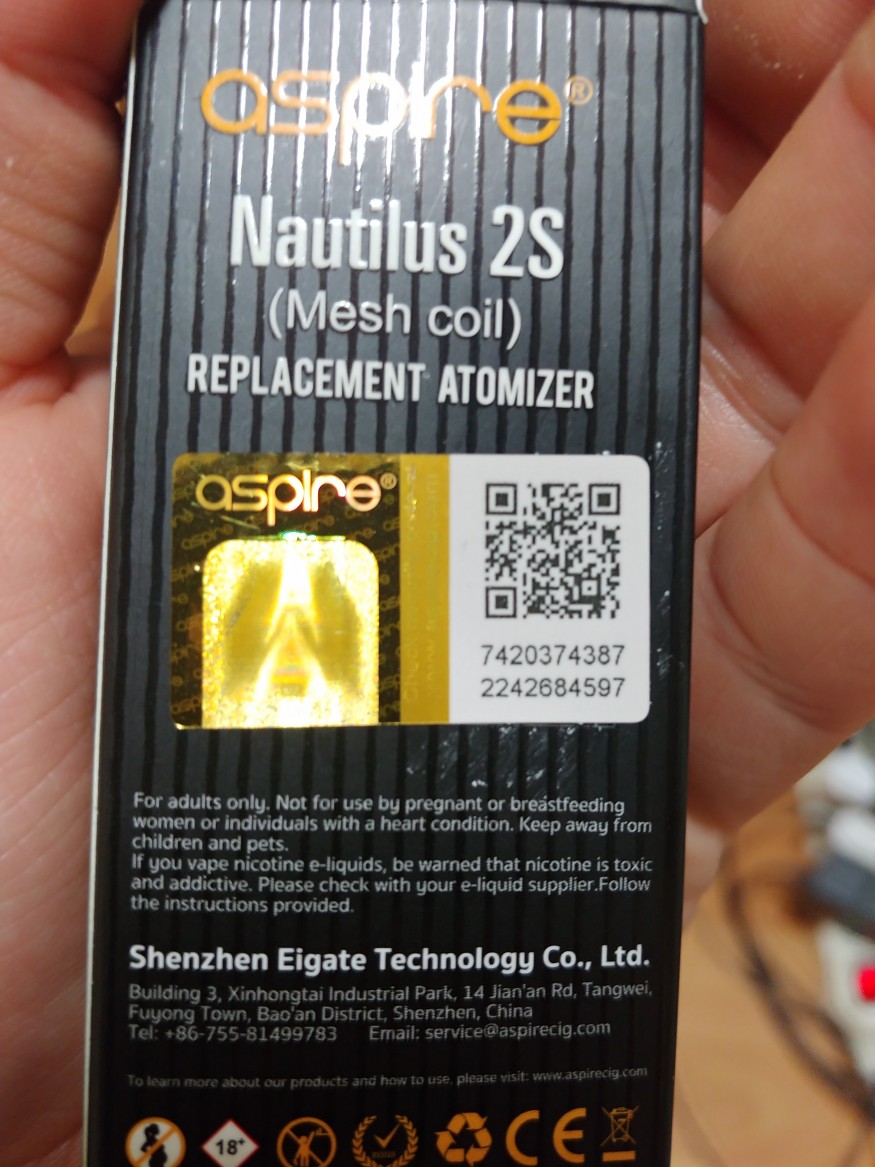 aspire®
Nautilus 2S
(Mesh coil)
REPLACEMENT ATOMIZER
aspire®
7420374387
2242684597
For adults only. Not for use by pregnant or breastfeeding
women or individuals with a heart condition. Keep away from
children and pets.
If you vape nicotine e-liquids, be warned that nicotine is toxic
and addictive. Please check with your e-liquid supplier.Follow
the instructions provided.
Shenzhen Eigate Technology Co., Ltd.
Building 3, Xinhongtai Industrial Park, 14 Jian'an Rd, Tangwei,
Fuyong Town, Bao'an District, Shenzhen, China
Tel: +86-755-81499783 Email: service@aspirecig.com
To learn more about our products and how to use, please visit: www.aspirecig.com
18+
CE